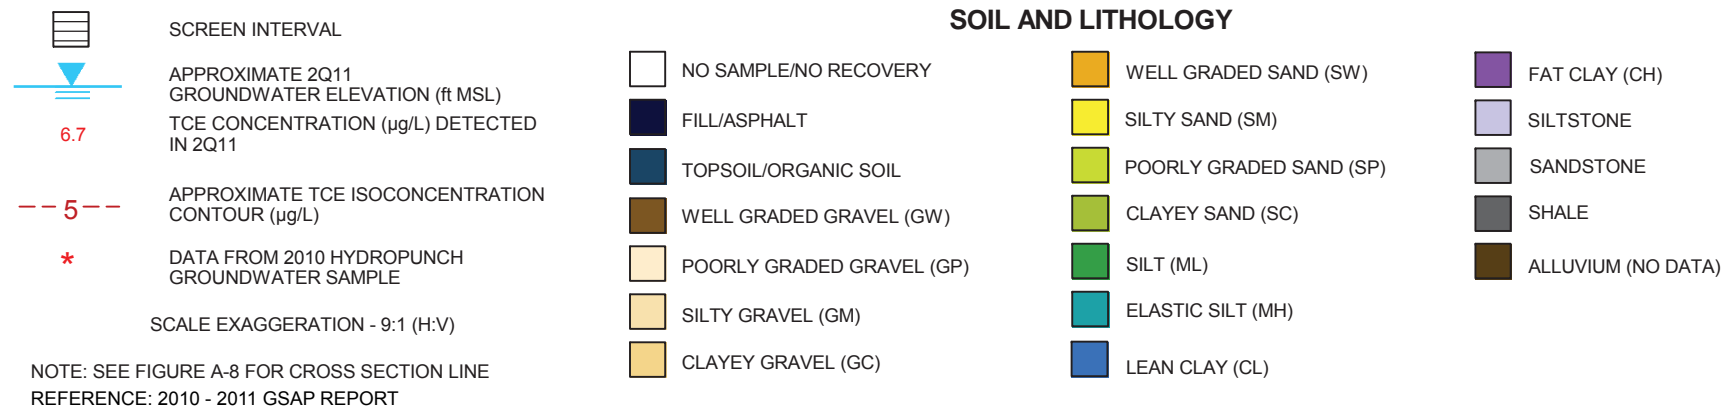 SCREEN INTERVAL
APPROXIMATE 2Q11
GROUNDWATER ELEVATION (ft MSL)
6.7
TCE CONCENTRATION (µg/L) DETECTED
IN 2Q11
5
APPROXIMATE TCE ISOCONCENTRATION
CONTOUR (µg/L)
*
DATA FROM 2010 HYDROPUNCH
GROUNDWATER SAMPLE
SCALE EXAGGERATION - 9:1 (H:V)
NOTE: SEE FIGURE A-8 FOR CROSS SECTION LINE
REFERENCE: 2010 - 2011 GSAP REPORT
SOIL AND LITHOLOGY
NO SAMPLE/NO RECOVERY
FILL/ASPHALT
TOPSOIL/ORGANIC SOIL
WELL GRADED GRAVEL (GW)
POORLY GRADED GRAVEL (GP)
SILTY GRAVEL (GM)
CLAYEY GRAVEL (GC)
WELL GRADED SAND (SW)
SILTY SAND (SM)
POORLY GRADED SAND (SP)
CLAYEY SAND (SC)
SILT (ML)
ELASTIC SILT (MH)
LEAN CLAY (CL)
FAT CLAY (CH)
SILTSTONE
SANDSTONE
SHALE
ALLUVIUM (NO DATA)